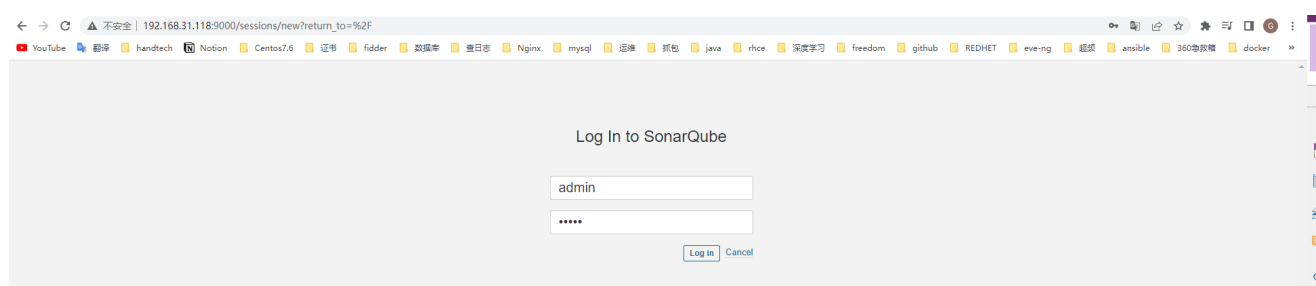 不安全 | 192.168.31.118:9000/sessions/new?return_to=%2F
G
YouTube 翻译 handtech Notion Centos7.6 证书 fidder 数据库 查日志 Nginx mysql 运维 抓包 java rhce 深度学习 freedom github REDHET eve-ng 超频 ansible 360急救箱 docker »
Log In to SonarQube
admin
•••••
Log in Cancel